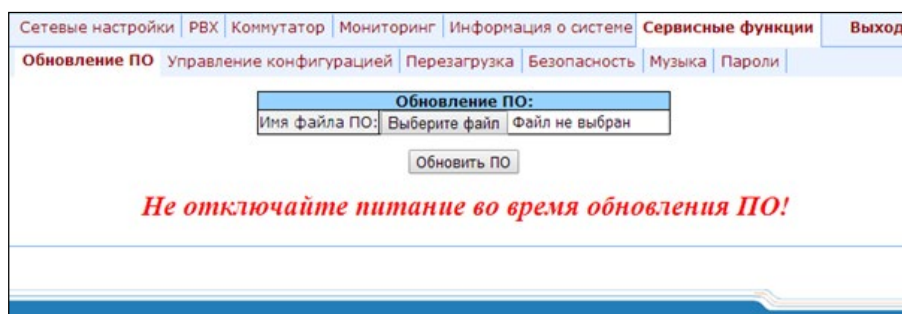 Сетевые настройки PBX Коммутатор Мониторинг Информация о системе Сервисные функции Выход
Обновление ПО Управление конфигурацией Перезагрузка Безопасность Музыка Пароли
Обновление ПО:
Имя файла ПО: Выберите файл Файл не выбран
Обновить ПО
Не отключайте питание во время обновления ПО!